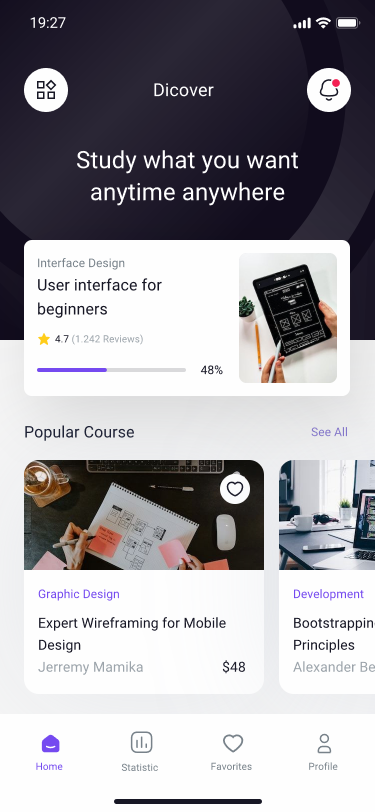 19:27
Dicover
Study what you want
anytime anywhere
Interface Design
User interface for
beginners
4.7 (1.242 Reviews)
48%
Popular Course
See All
Graphic Design
Expert Wireframing for Mobile
Design
Jerremy Mamika
$48
Development
Bootstrappin
Principles
Alexander Be
Home
Statistic
Favorites
Profile